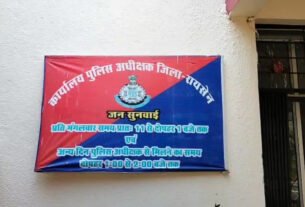 कार्यालय पुलिस अधीक्षक जिला-रायसेन
जन सुनवाई
प्रति मंगलवार समय प्रातः 11 से दोपहर 1 बजे तक
एवं
अन्य दिन पुलिस अधीक्षक से मिलने का समय
दोपहर 1:00 से 2:00 बजे तक